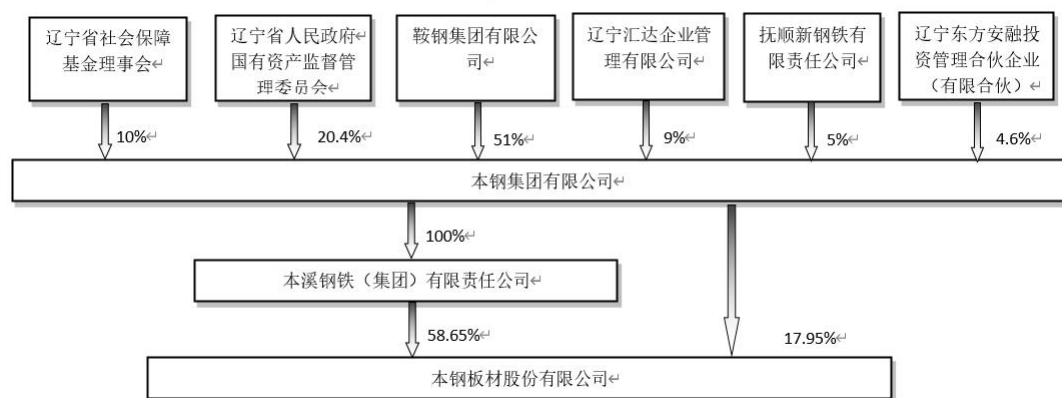 辽宁省社会保障
基金理事会
辽宁省人民政府
国有资产监督管
理委员会
鞍钢集团有限公
司
辽宁汇达企业管
理有限公司
抚顺新钢铁有
限责任公司
辽宁东方安融投
资管理合伙企业
（有限合伙）
10%
20.4%
51%
9%
5%
4.6%
本钢集团有限公司
100%
本溪钢铁（集团）有限责任公司
58.65%
17.95%
本钢板材股份有限公司